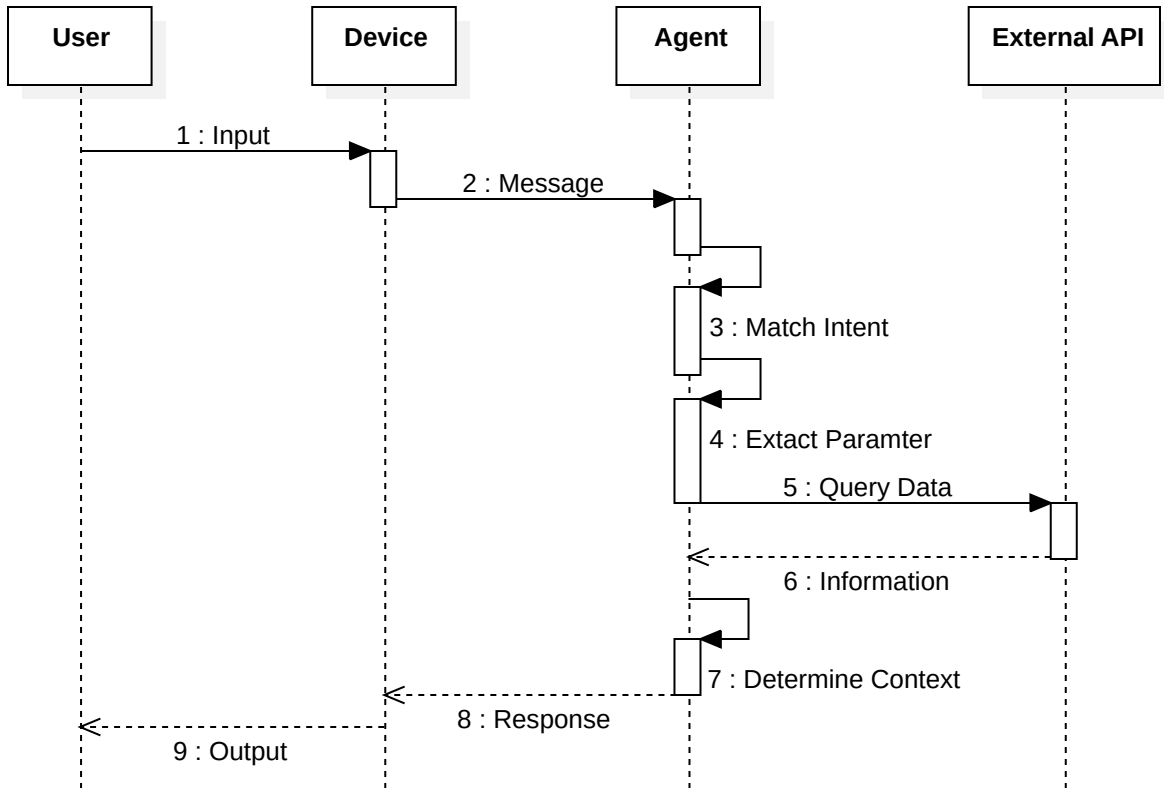 User
Device
Agent
External API
1 : Input
2 : Message
3 : Match Intent
4 : Extact Paramter
5 : Query Data
6 : Information
7 : Determine Context
8 : Response
9 : Output